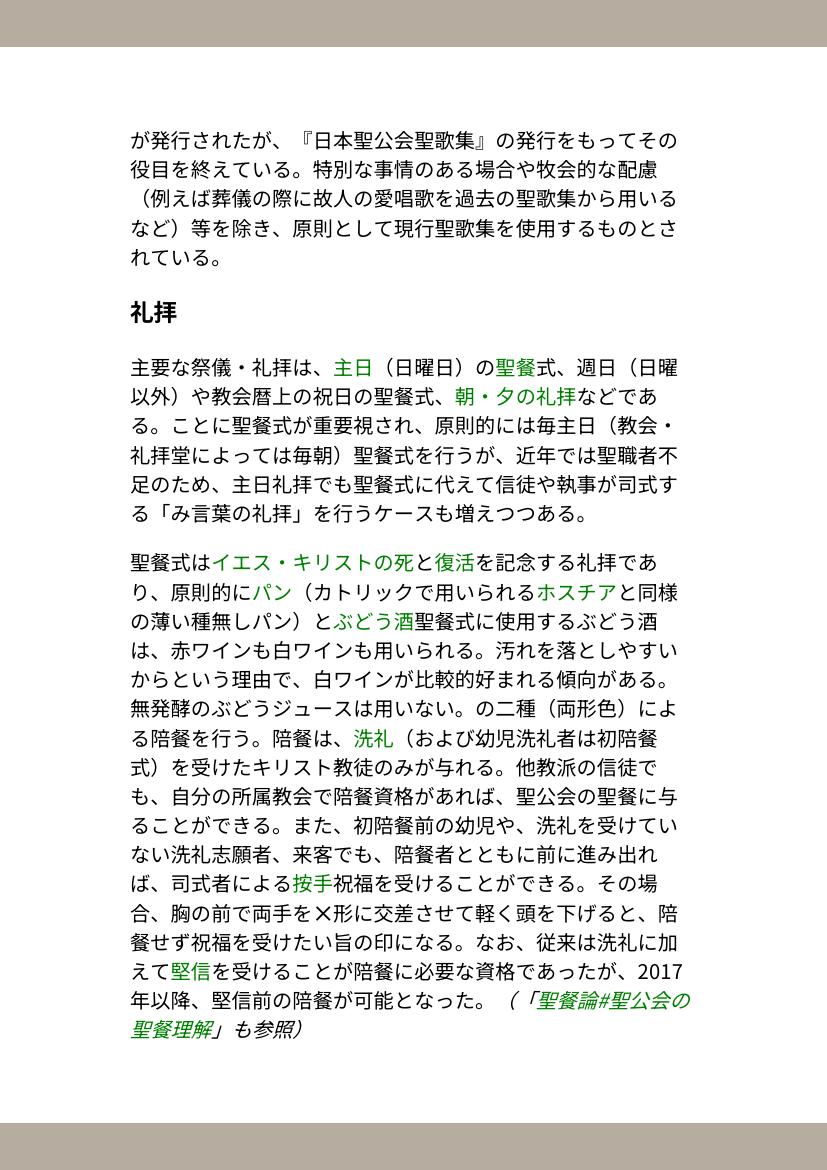 が発行されたが、『日本聖公会聖歌集』の発行をもってその
役目を終えている。特別な事情のある場合や牧会的な配慮
（例えば葬儀の際に故人の愛唱歌を過去の聖歌集から用いる
など）等を除き、原則として現行聖歌集を使用するものとさ
れている。
礼拝
主要な祭儀・礼拝は、主日（日曜日）の聖餐式、週日（日曜
以外）や教会暦上の祝日の聖餐式、朝・夕の礼拝などであ
る。ことに聖餐式が重要視され、原則的には毎主日（教会・
礼拝堂によっては毎朝）聖餐式を行うが、近年では聖職者不
足のため、主日礼拝でも聖餐式に代えて信徒や執事が司式す
る「み言葉の礼拝」を行うケースも増えつつある。
聖餐式はイエス・キリストの死と復活を記念する礼拝であ
り、原則的にパン（カトリックで用いられるホスチアと同様
の薄い種無しパン）とぶどう酒聖餐式に使用するぶどう酒
は、赤ワインも白ワインも用いられる。汚れを落としやすい
からという理由で、白ワインが比較的好まれる傾向がある。
無発酵のぶどうジュースは用いない。の二種（両形色）によ
る陪餐を行う。陪餐は、洗礼（および幼児洗礼者は初陪餐
式）を受けたキリスト教徒のみが与れる。他教派の信徒で
も、自分の所属教会で陪餐資格があれば、聖公会の聖餐に与
ることができる。また、初陪餐前の幼児や、洗礼を受けてい
ない洗礼志願者、来客でも、陪餐者とともに前に進み出れ
ば、司式者による按手祝福を受けることができる。その場
合、胸の前で両手を✕形に交差させて軽く頭を下げると、陪
餐せず祝福を受けたい旨の印になる。なお、従来は洗礼に加
えて堅信を受けることが陪餐に必要な資格であったが、2017
年以降、堅信前の陪餐が可能となった。（「聖餐論#聖公会の
聖餐理解」も参照）